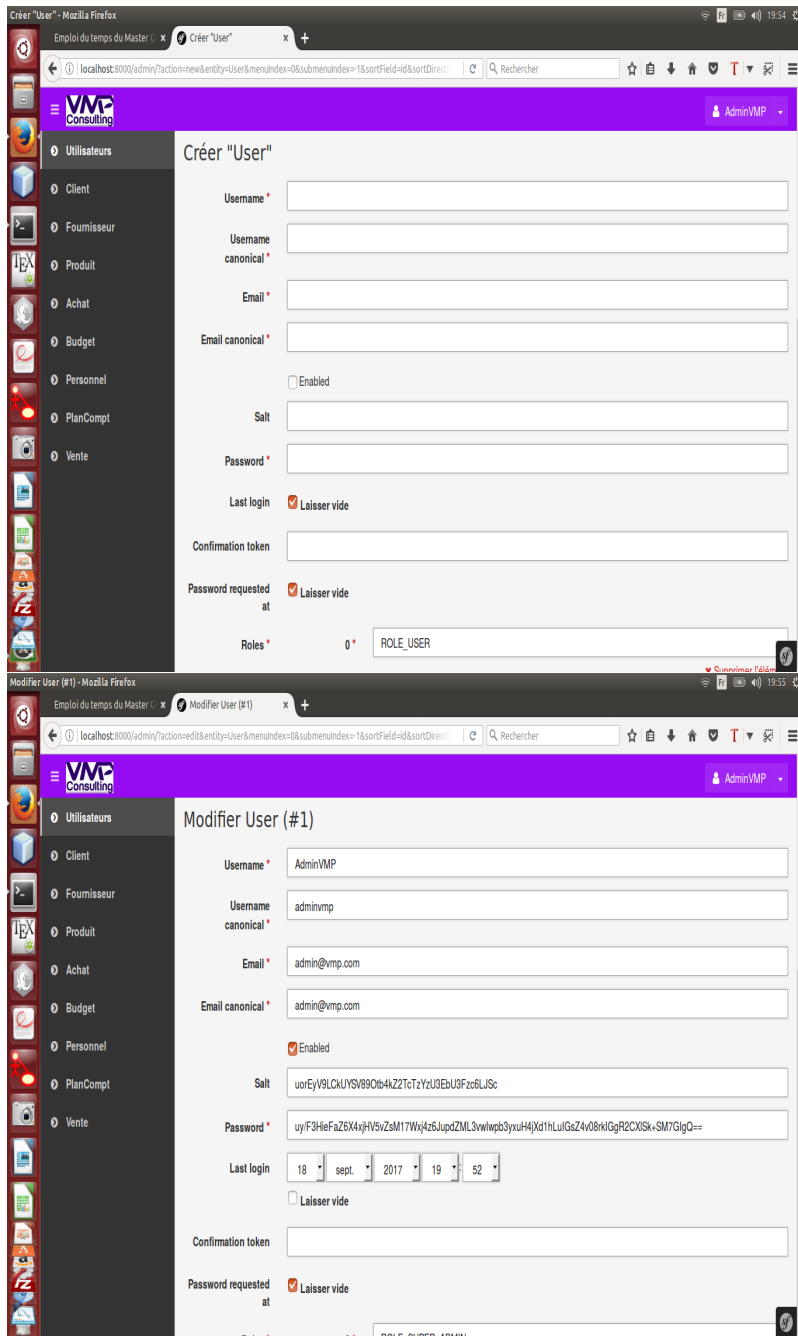 Créer "User" - Mozilla Firefox
Fr
19:54
Emploi du temps du Master
Créer "User"
localhost:8000/admin/?action=new&entity=User&menuIndex=0&submenuIndex=-1&sortField=id&sortDirecti
Rechercher
VMP
Consulting
AdminVMP
Utilisateurs
Client
Fournisseur
Produit
Achat
Budget
Personnel
PlanCompt
Vente
Créer "User"
Username *
Username
canonical *
Email *
Email canonical *
Enabled
Salt
Password *
Last login
Laisser vide
Confirmation token
Password requested
at
Laisser vide
Roles *
0 *
ROLE_USER
Supprimer l'élém
Modifier User (#1) - Mozilla Firefox
Fr
19:55
Emploi du temps du Master
Modifier User (#1)
localhost:8000/admin/?action=edit&entity=User&menuIndex=0&submenuIndex=-1&sortField=id&sortDirect
Rechercher
VMP
Consulting
AdminVMP
Utilisateurs
Client
Fournisseur
Produit
Achat
Budget
Personnel
PlanCompt
Vente
Modifier User (#1)
Username *
AdminVMP
Username
canonical *
adminvmp
Email *
admin@vmp.com
Email canonical *
admin@vmp.com
Enabled
Salt
Password *
Last login
18 sept. 2017 19 : 52
Laisser vide
Confirmation token
Password requested
at
Laisser vide
ROLE_SUPER_ADMIN